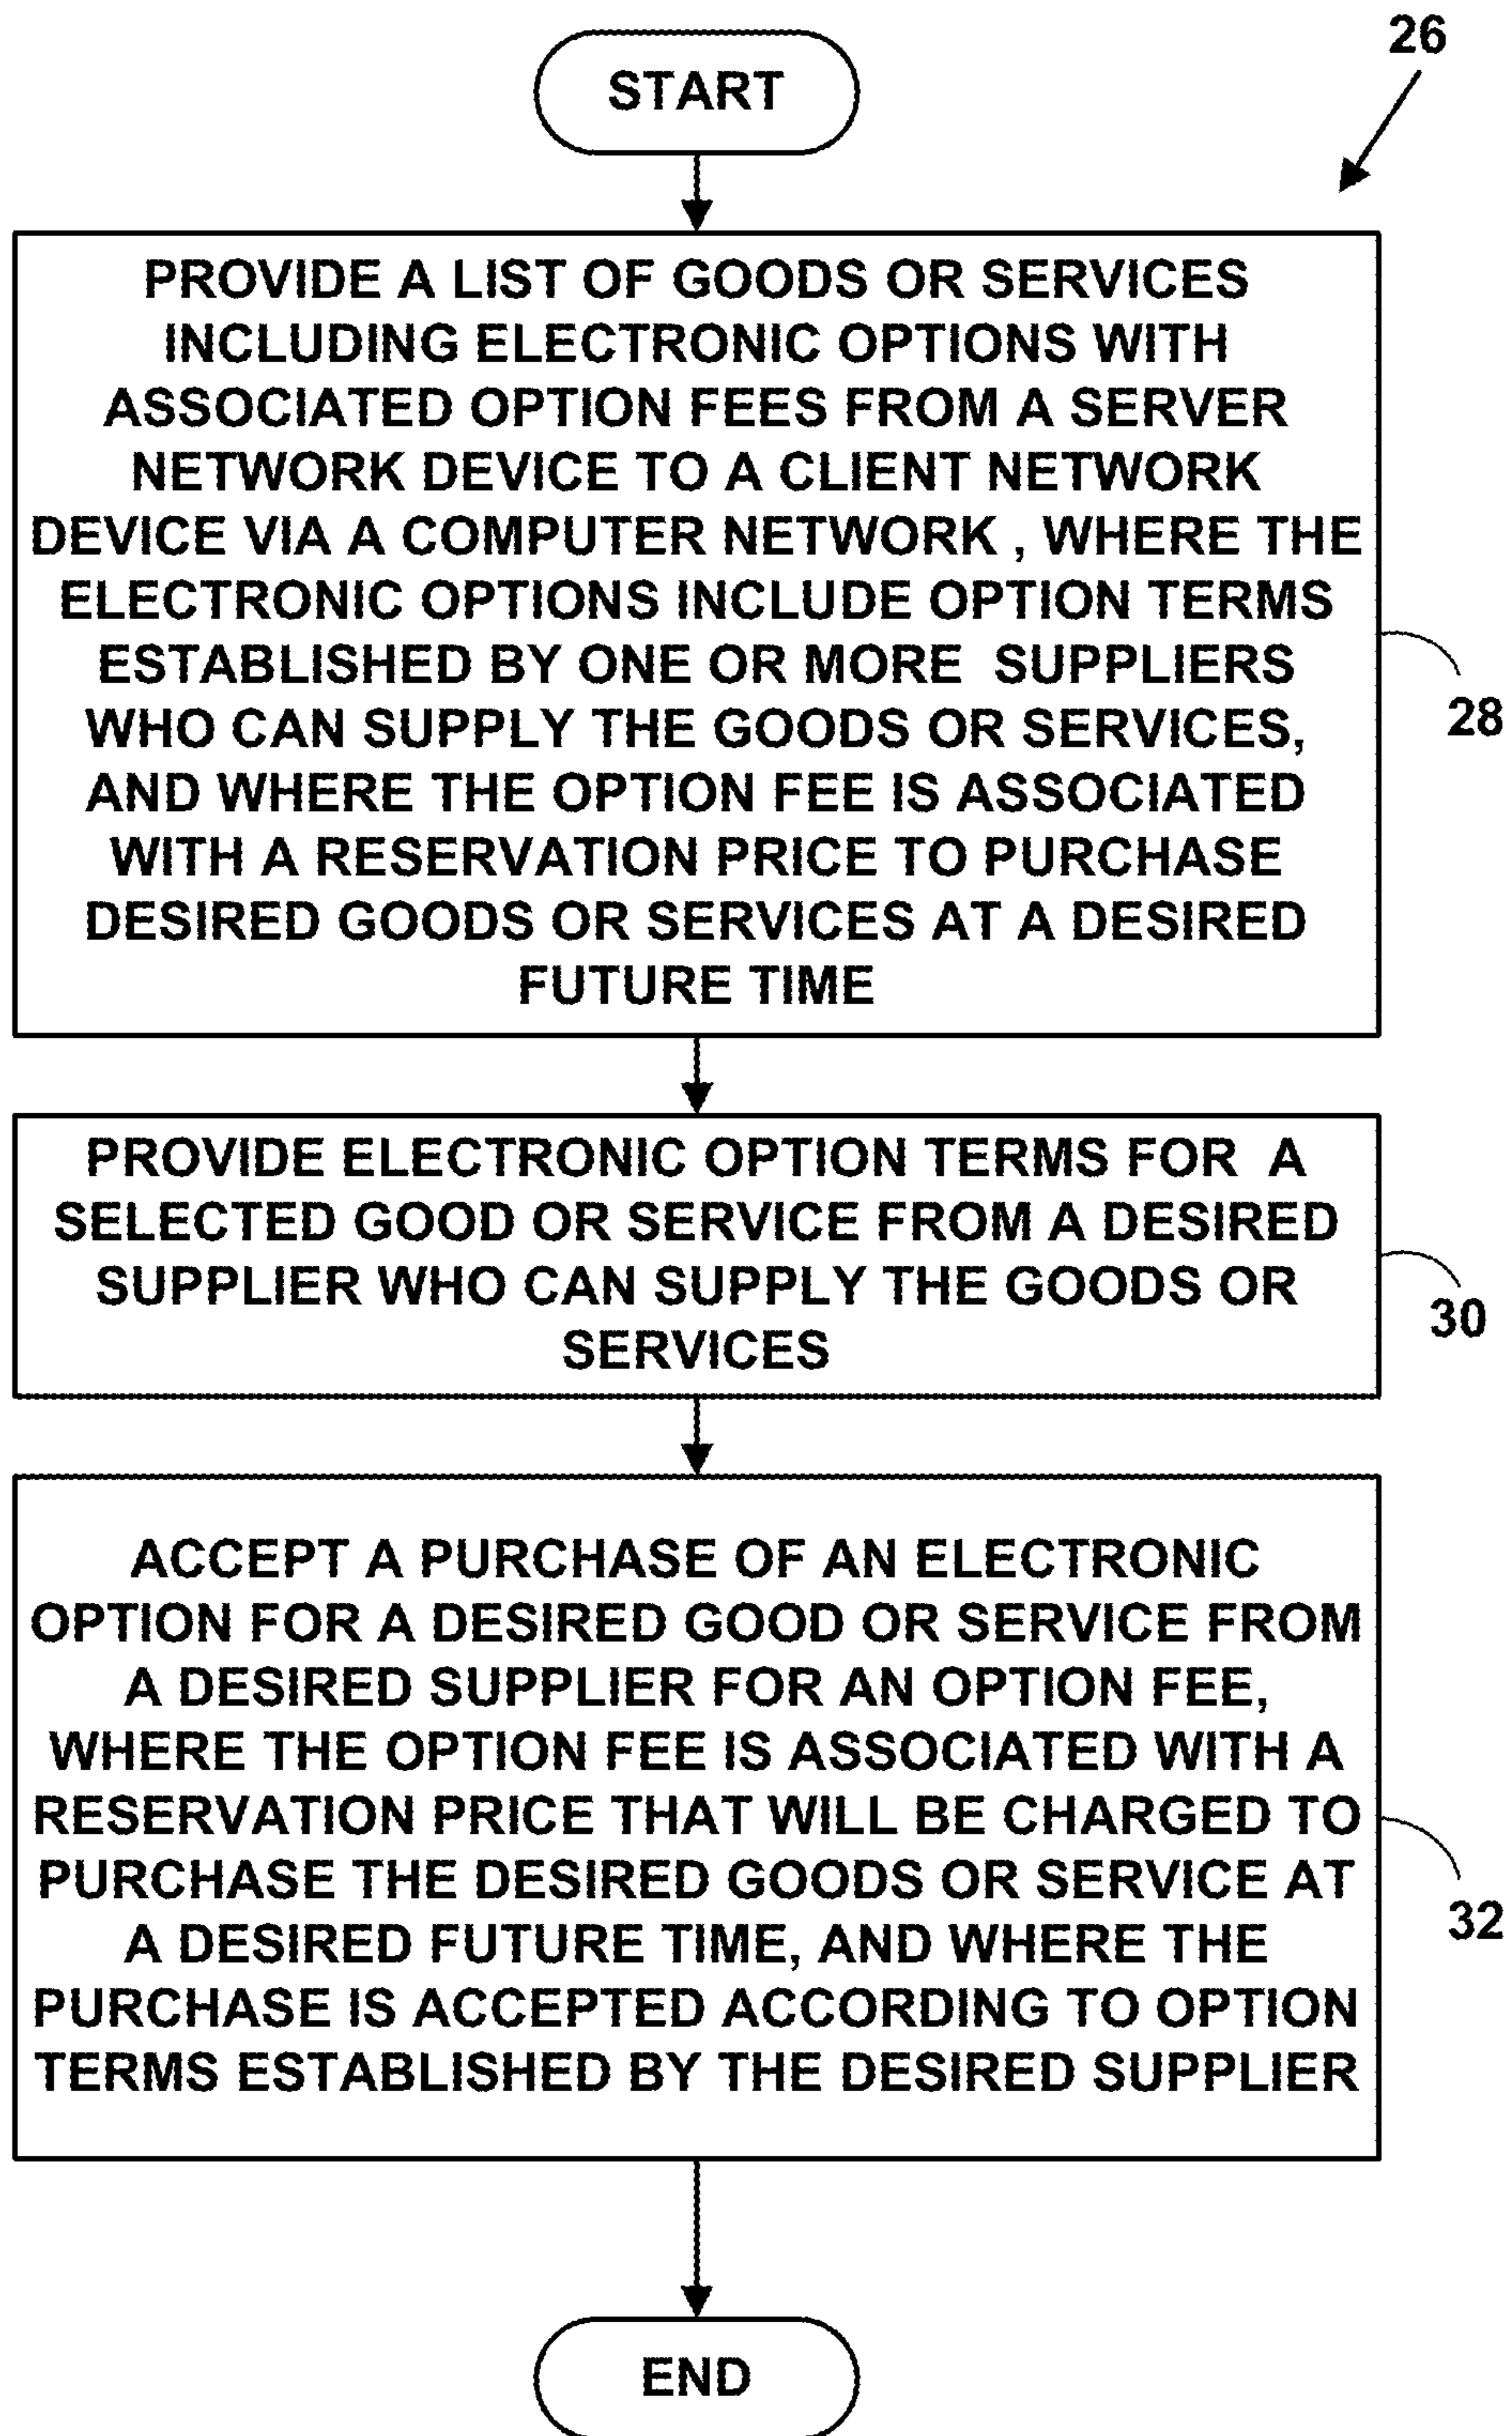 26
START
PROVIDE A LIST OF GOODS OR SERVICES
INCLUDING ELECTRONIC OPTIONS WITH
ASSOCIATED OPTION FEES FROM A SERVER
NETWORK DEVICE TO A CLIENT NETWORK
DEVICE VIA A COMPUTER NETWORK , WHERE THE
ELECTRONIC OPTIONS INCLUDE OPTION TERMS
ESTABLISHED BY ONE OR MORE SUPPLIERS
WHO CAN SUPPLY THE GOODS OR SERVICES,
AND WHERE THE OPTION FEE IS ASSOCIATED
WITH A RESERVATION PRICE TO PURCHASE
DESIRED GOODS OR SERVICES AT A DESIRED
FUTURE TIME
28
PROVIDE ELECTRONIC OPTION TERMS FOR A
SELECTED GOOD OR SERVICE FROM A DESIRED
SUPPLIER WHO CAN SUPPLY THE GOODS OR
SERVICES
30
ACCEPT A PURCHASE OF AN ELECTRONIC
OPTION FOR A DESIRED GOOD OR SERVICE FROM
A DESIRED SUPPLIER FOR AN OPTION FEE,
WHERE THE OPTION FEE IS ASSOCIATED WITH A
RESERVATION PRICE THAT WILL BE CHARGED TO
PURCHASE THE DESIRED GOODS OR SERVICE AT
A DESIRED FUTURE TIME, AND WHERE THE
PURCHASE IS ACCEPTED ACCORDING TO OPTION
TERMS ESTABLISHED BY THE DESIRED SUPPLIER
32
END